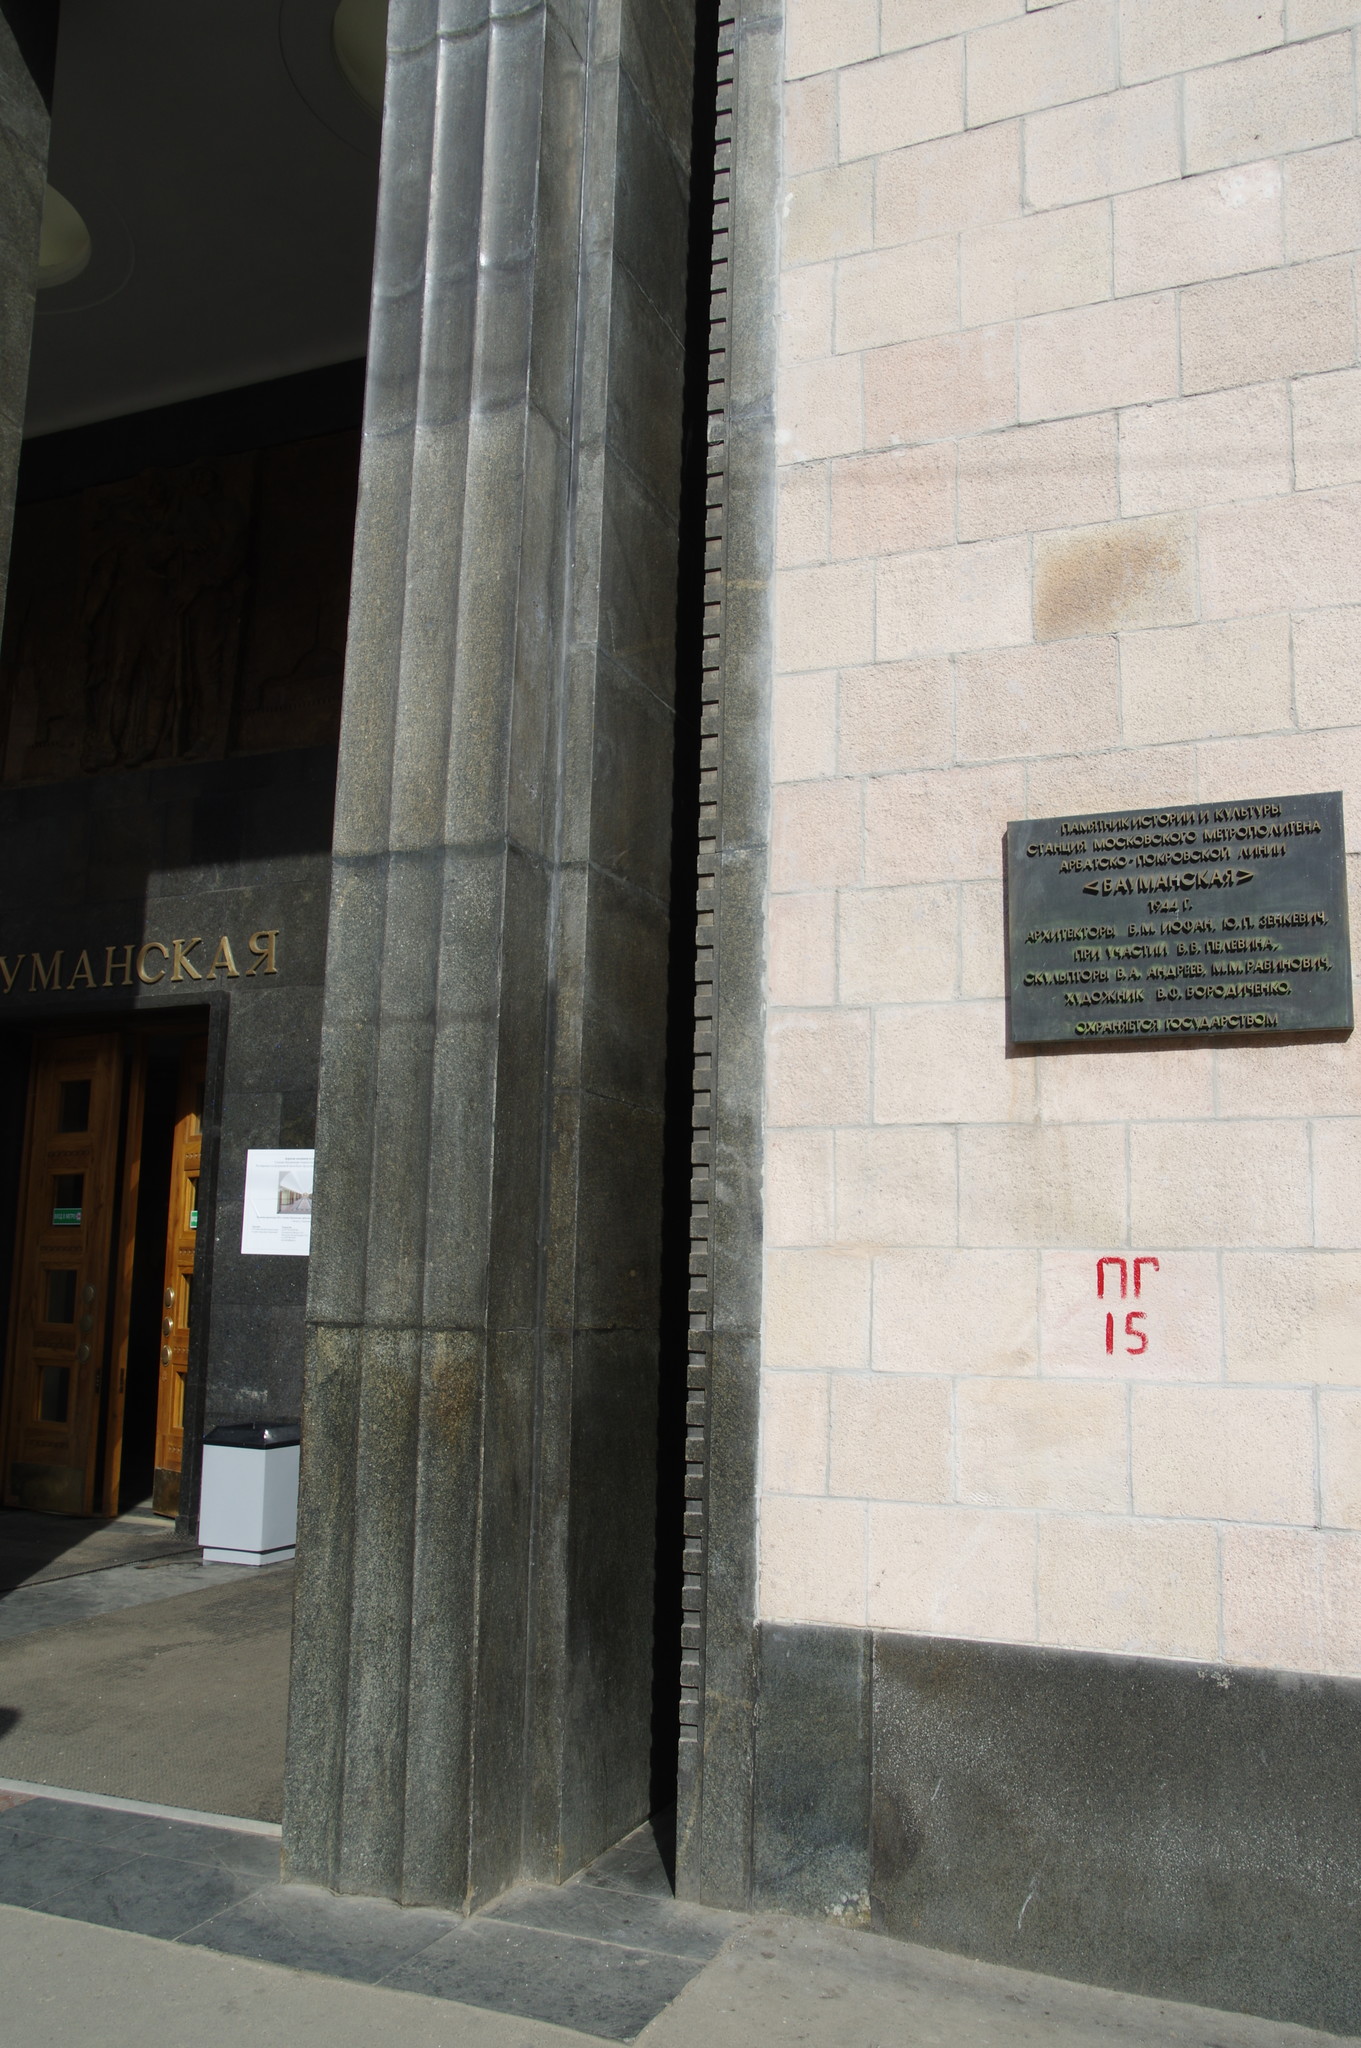 УМАНСКАЯ
ПАМЯТНИК ИСТОРИИ И КУЛЬТУРЫ
СТАНЦИЯ МОСКОВСКОГО МЕТРОПОЛИТЕНА
АРБАТСКО-ПОКРОВСКОЙ ЛИНИИ
<БАУМАНСКАЯ>
1944 Г.
АРХИТЕКТОРЫ Б.М. ИОФАН, Ю.П. ЗЕНКЕВИЧ,
ПРИ УЧАСТИИ В.В. ПЕЛЕВИНА,
СКУЛЬПТОРЫ В.А. АНДРЕЕВ, М.М. РАБИНОВИЧ,
ХУДОЖНИК В.Ф. БОРОДИЧЕНКО.
ОХРАНЯЕТСЯ ГОСУДАРСТВОМ
ПГ
15